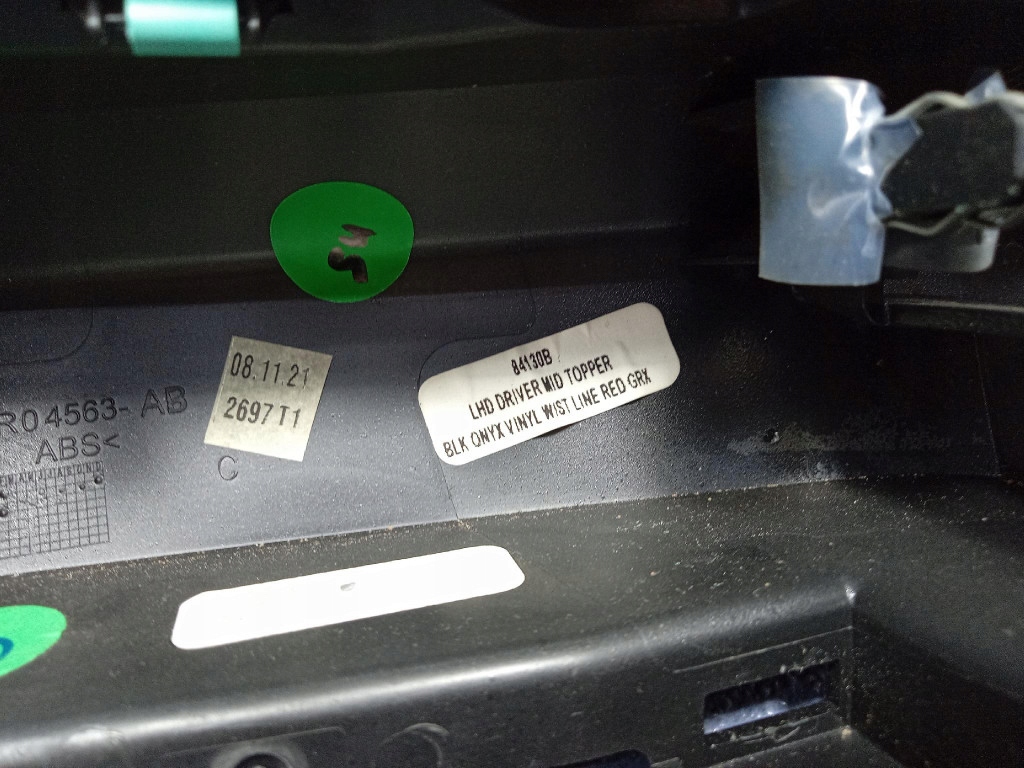 08.11.21
2697 T1
84130B
LHD DRIVER MID TOPPER
BLK ONYX VINYL W/ST LINE RED GRX
R04563-AB
ABS<
C